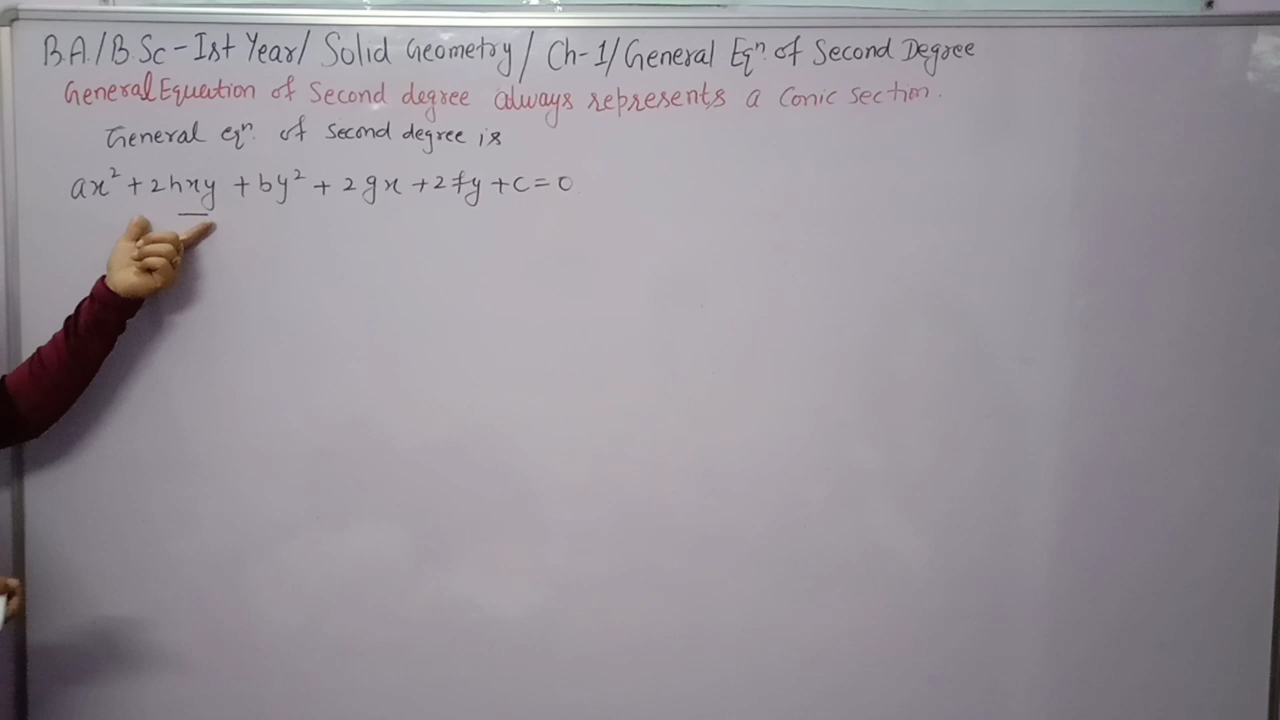 B.A./B.Sc - Ist Year/ Solid Geometry / Ch-1/ General Eqⁿ. of Second Degree
General Equation of Second degree always represents a Conic section.
General eqⁿ. of second degree is
ax² + 2hxy + by² + 2gx + 2fy + c = 0